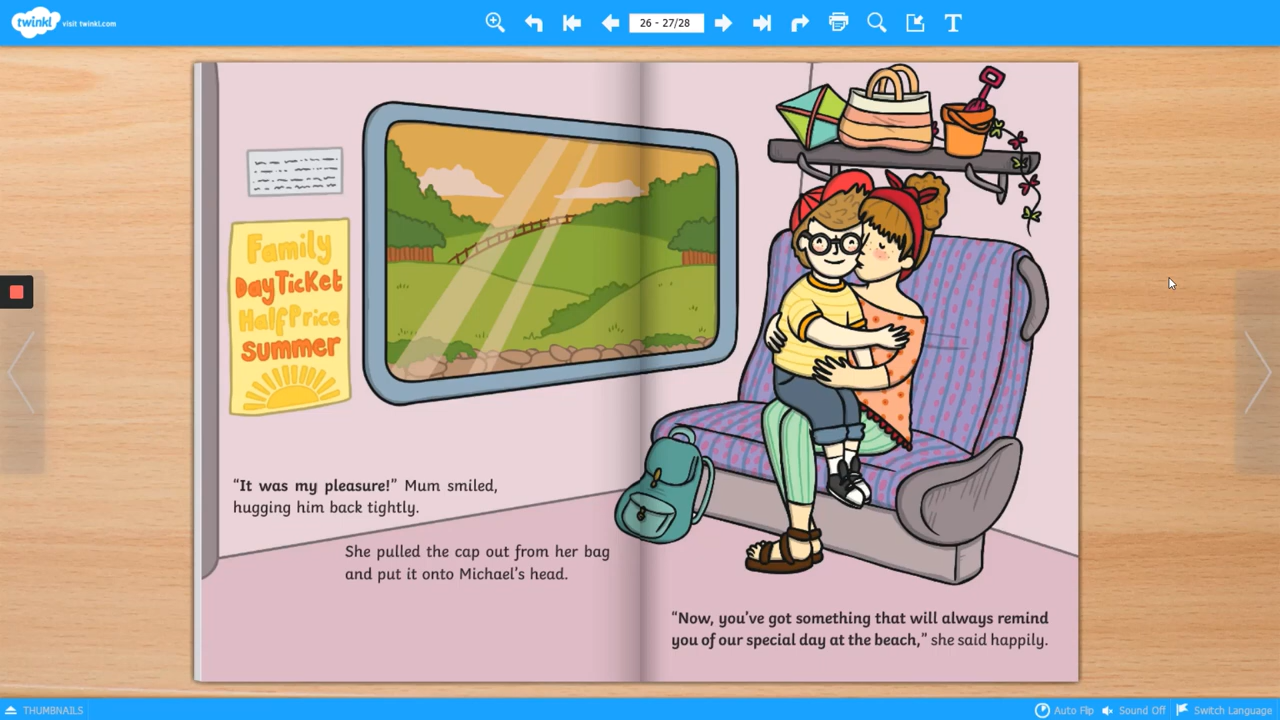 twinkl visit twinkl.com
26 - 27/28
T
Family
Day Ticket
Half Price
Summer
“It was my pleasure!” Mum smiled,
hugging him back tightly.
She pulled the cap out from her bag
and put it onto Michael’s head.
“Now, you’ve got something that will always remind
you of our special day at the beach,” she said happily.
THUMBNAILS
Auto Flip
Sound Off
Switch Language